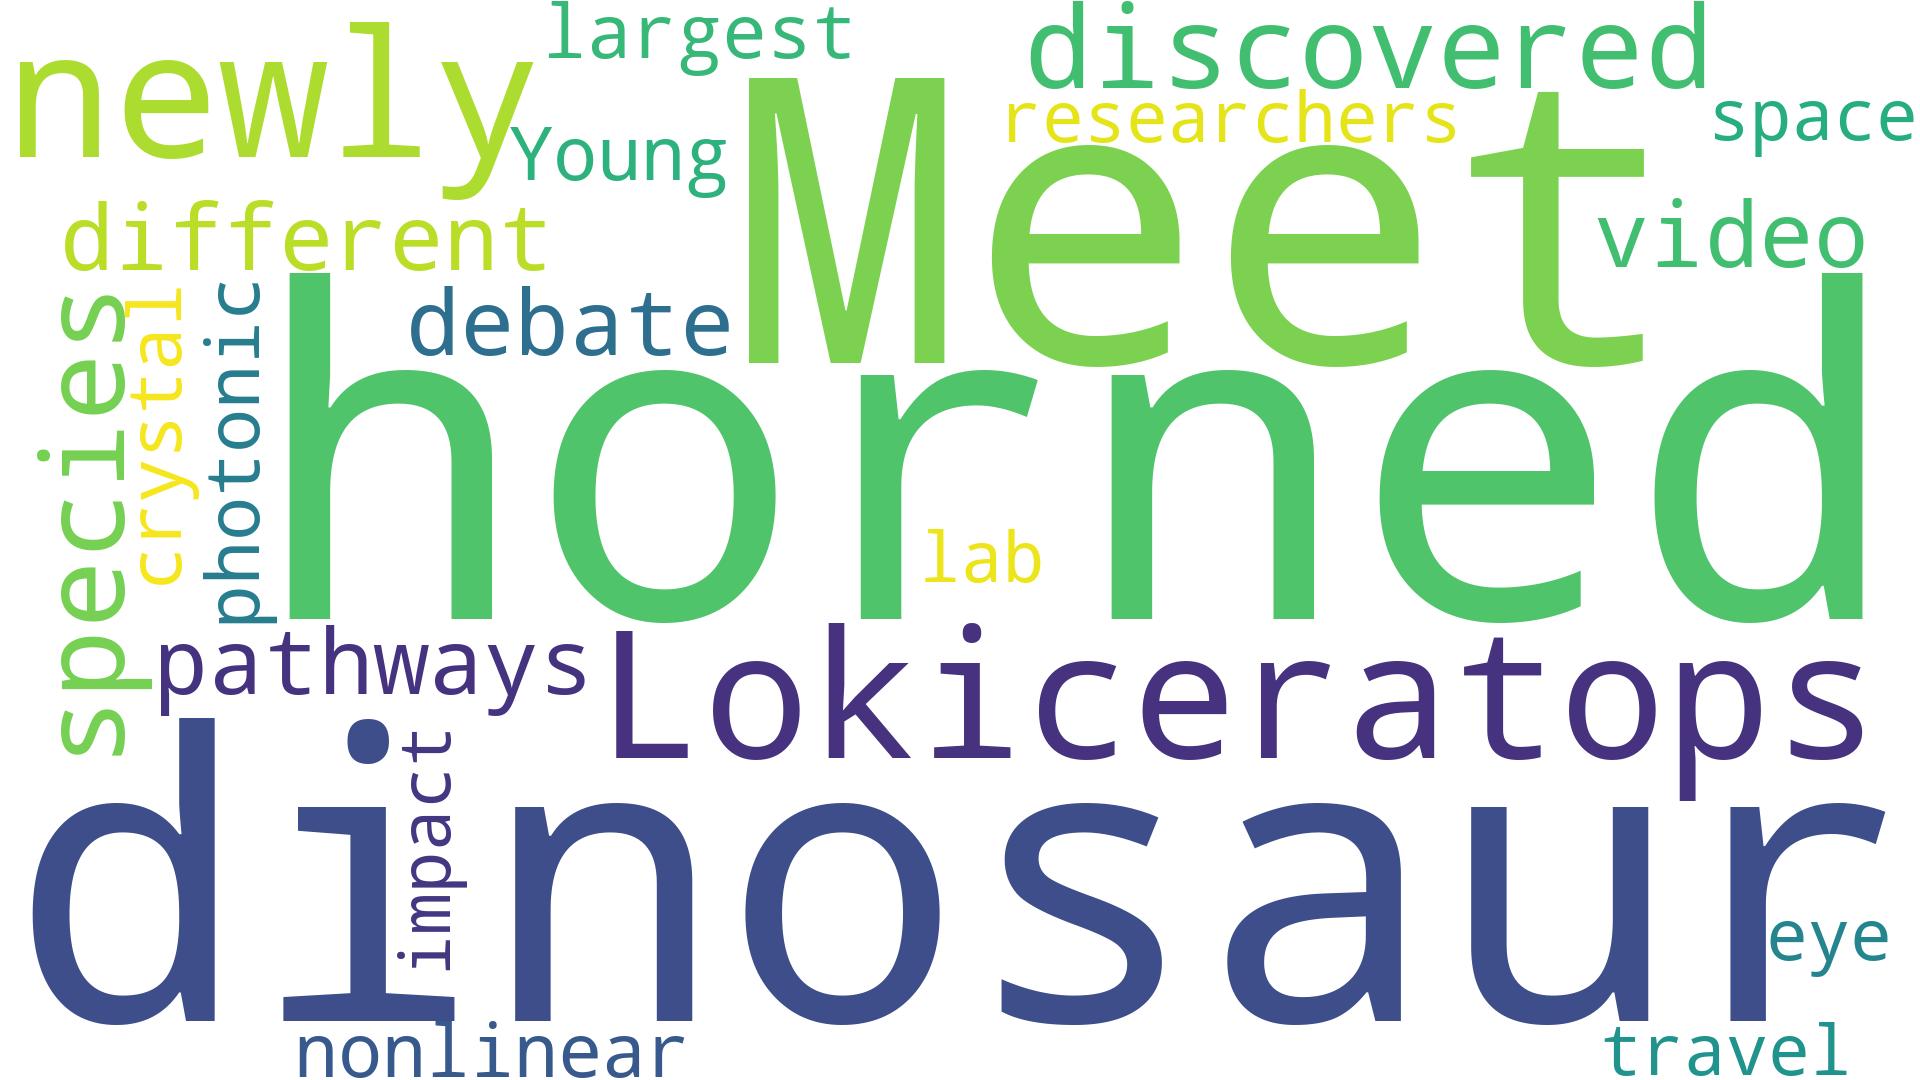 largest
discovered
newly
researchers
space
Young
Meet
different
video
species
crystal
photonic
debate
horned
lab
pathways
Lokiceratops
impact
dinosaur
eye
nonlinear
travel